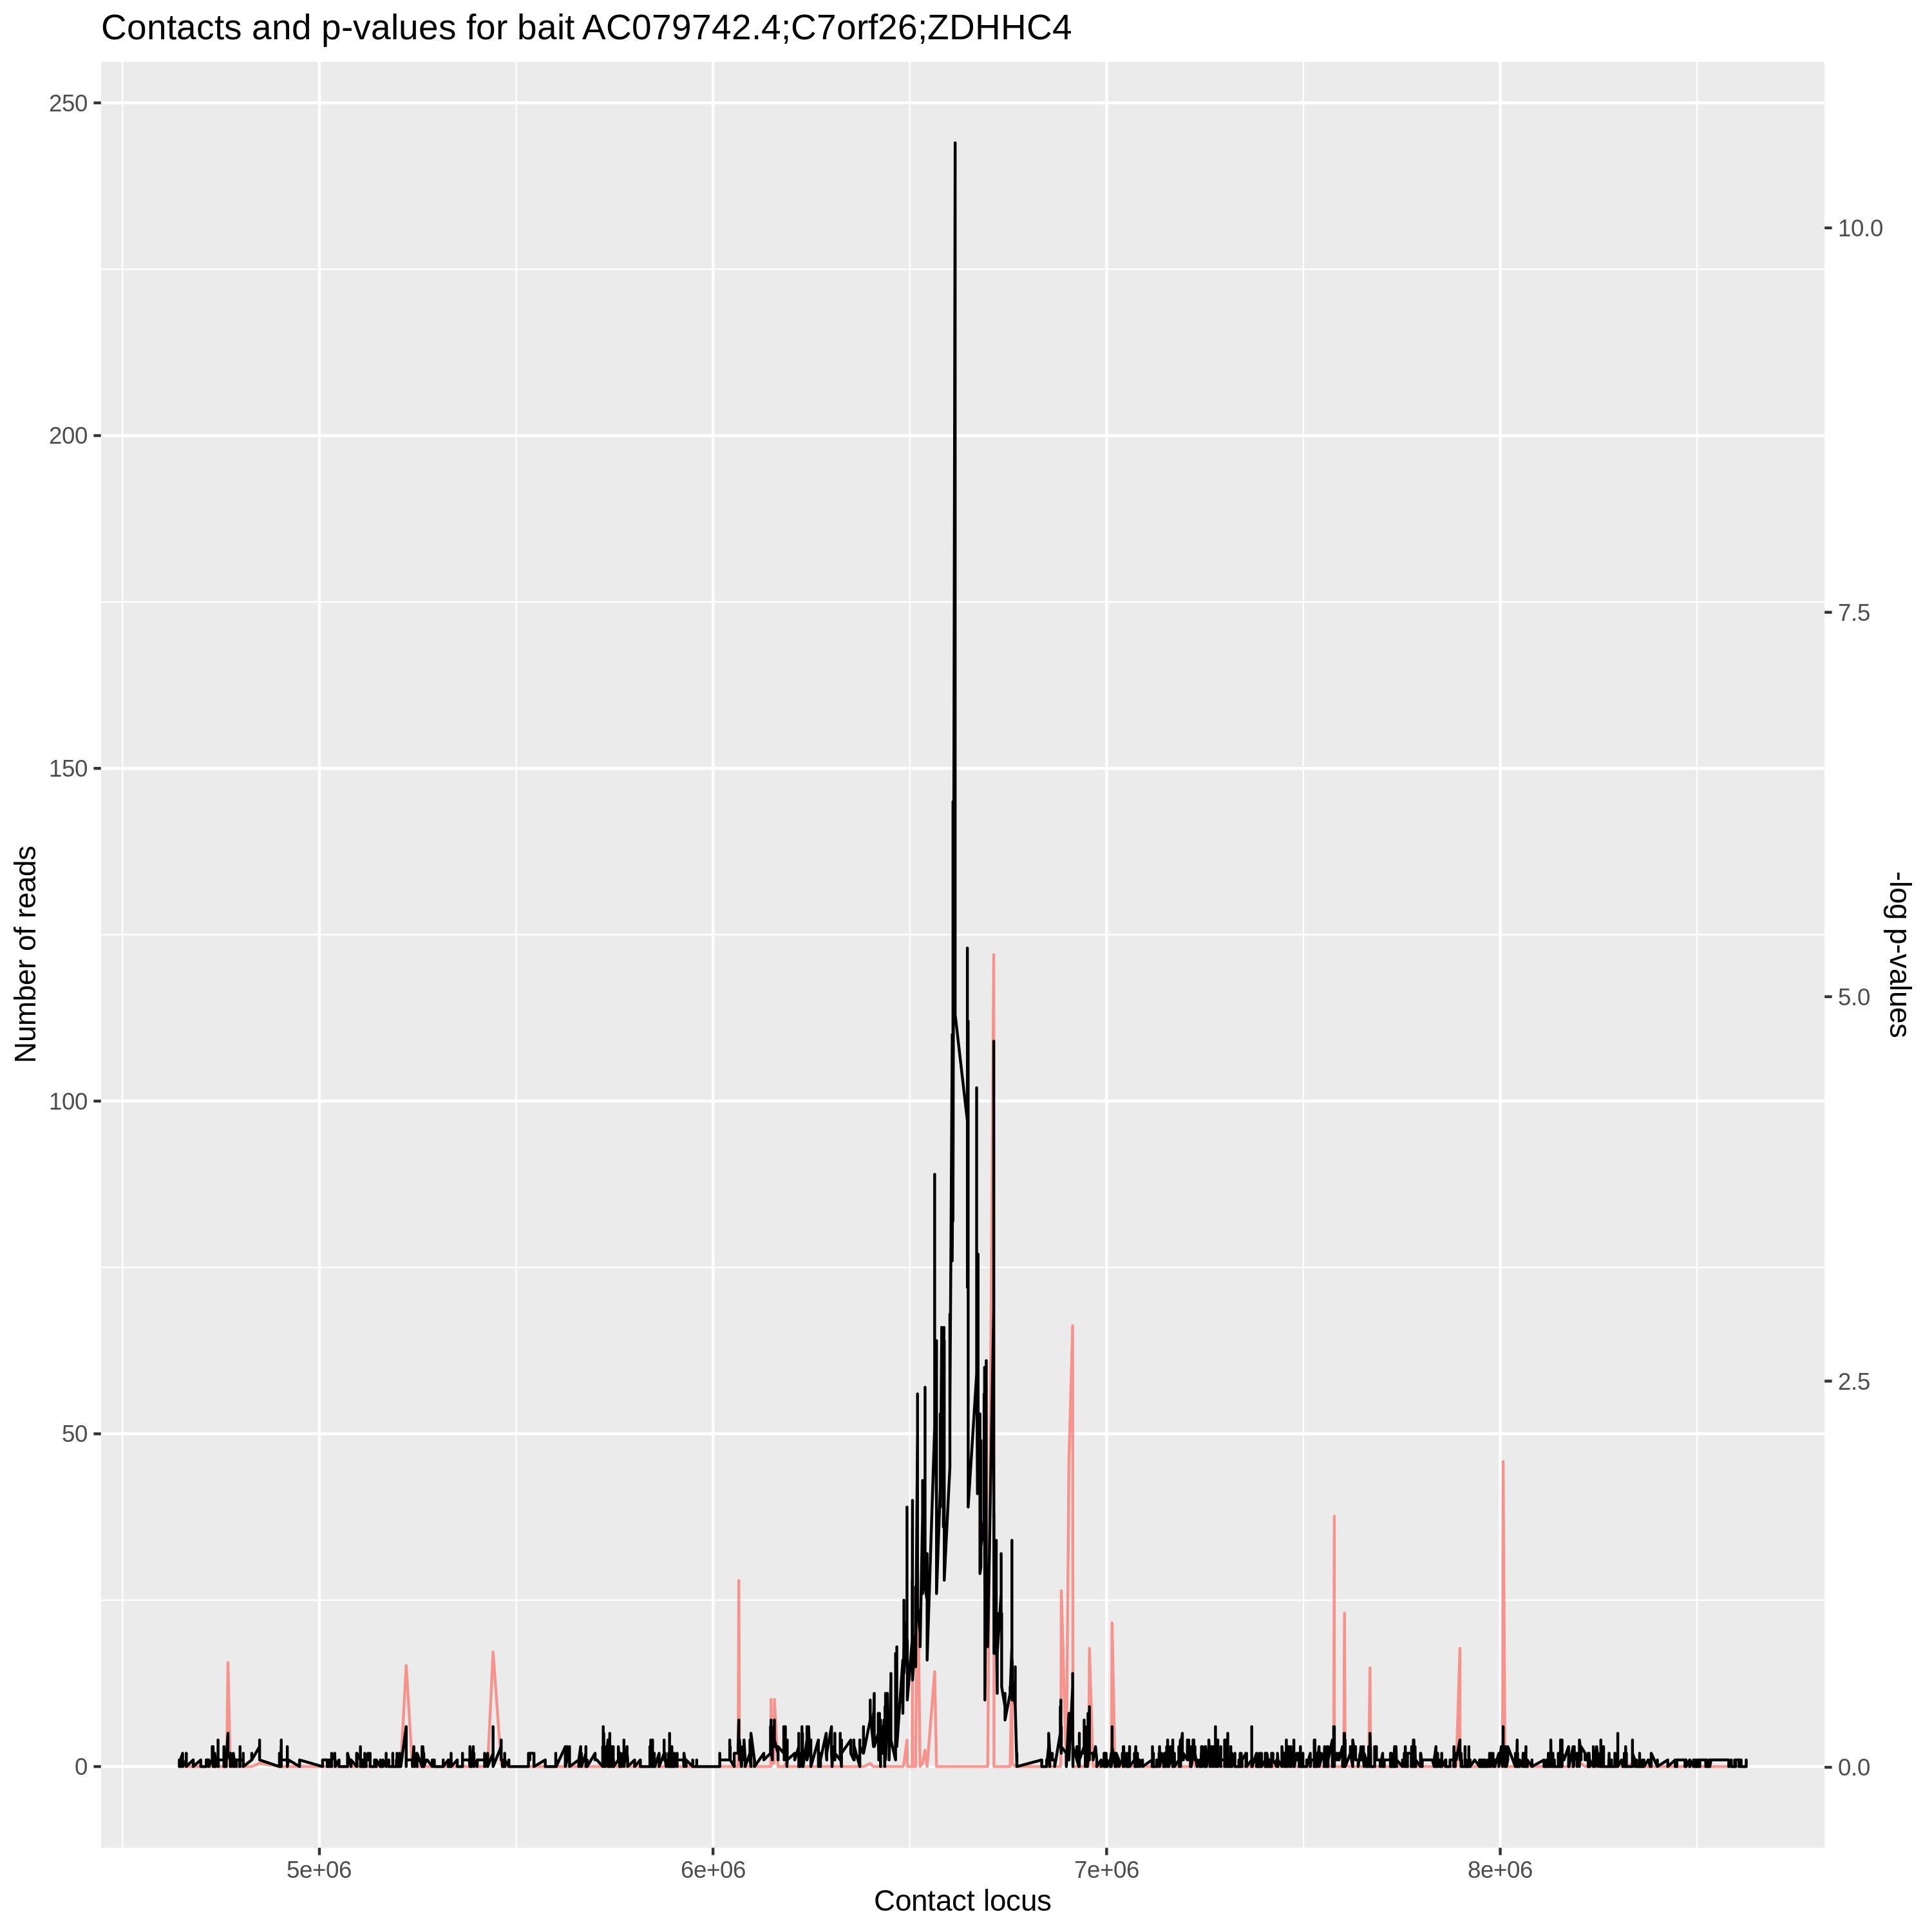 Contacts and p-values for bait AC079742.4;C7orf26;ZDHHC4
250
200
150
100
50
0
Number of reads
10.0
7.5
5.0
2.5
0.0
-log p-values
5e+06
6e+06
7e+06
8e+06
Contact locus